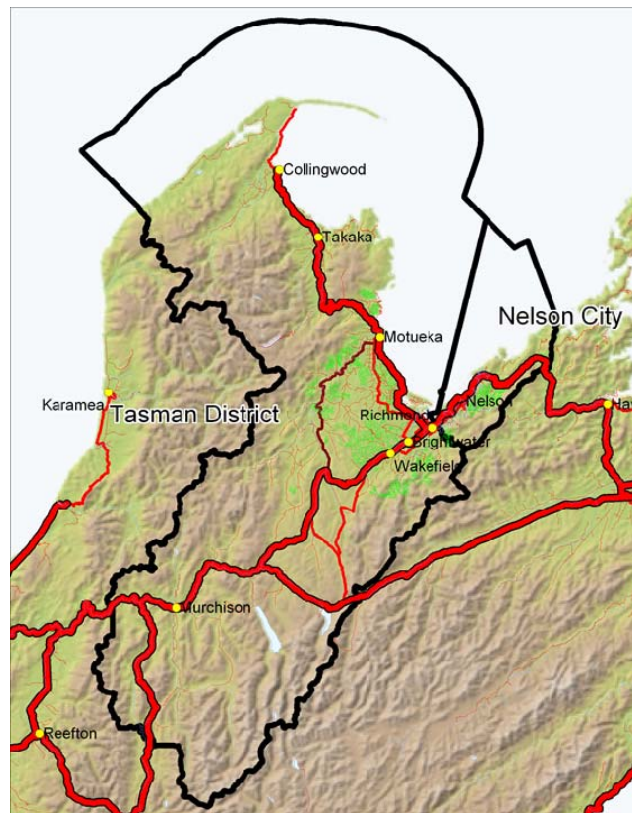 Collingwood
Takaka
Nelson City
Motueka
Karamea
Tasman District
Richmond
Nelson
Brightwater
Wakefield
Murchison
Reefton